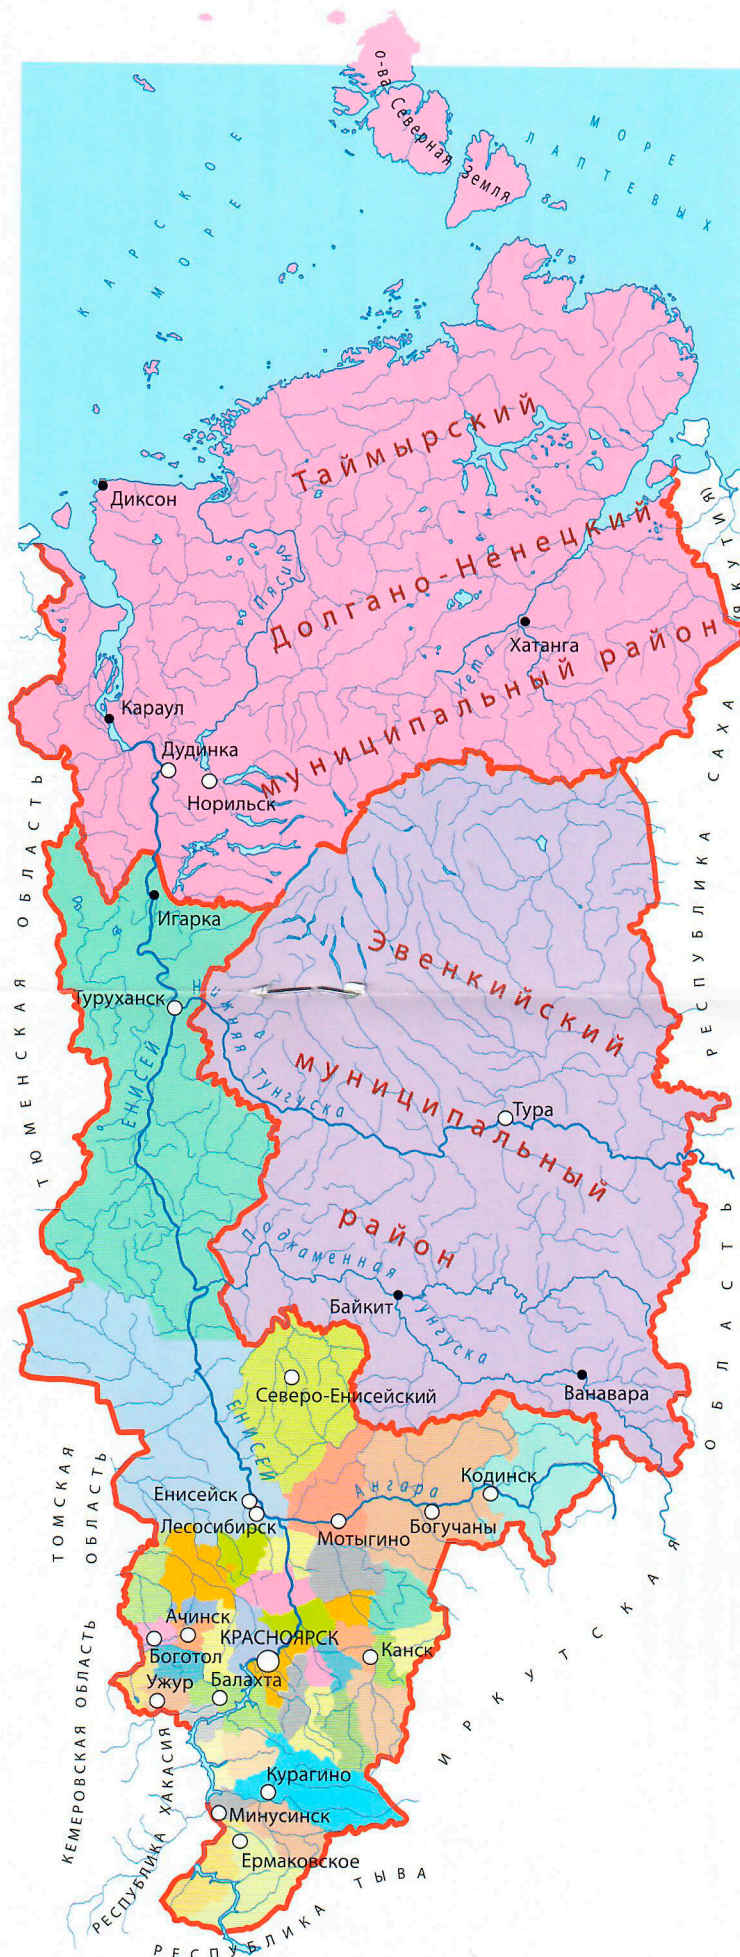 о-ва Северная Земля
МОРЕ
ЛАПТЕВЫХ
КАРСКОЕ
МОРЕ
Таймырский
Диксон
Долгано-Ненецкий
Пясина
ЯКУТИЯ)
Хатанга
Хета
муниципальный район
Караул
Дудинка
Норильск
РЕСПУБЛИКА САХА
ТЮМЕНСКАЯ ОБЛАСТЬ
Игарка
Эвенкийский
Туруханск
Нижняя Тунгуска
ЕНИСЕЙ
муниципальный
Тура
район
Подкаменная Тунгуска
Байкит
Ванавара
Северо-Енисейский
ЕНИСЕЙ
Ангара
Кодинск
Енисейск
Лесосибирск
Мотыгино
Богучаны
ТОМСКАЯ
ОБЛАСТЬ
ИРКУТСКАЯ ОБЛАСТЬ
Ачинск
КРАСНОЯРСК
Боготол
Канск
Ужур
Балахта
КЕМЕРОВСКАЯ ОБЛАСТЬ
РЕСПУБЛИКА ХАКАСИЯ
Курагино
Минусинск
Ермаковское
РЕСПУБЛИКА ТЫВА